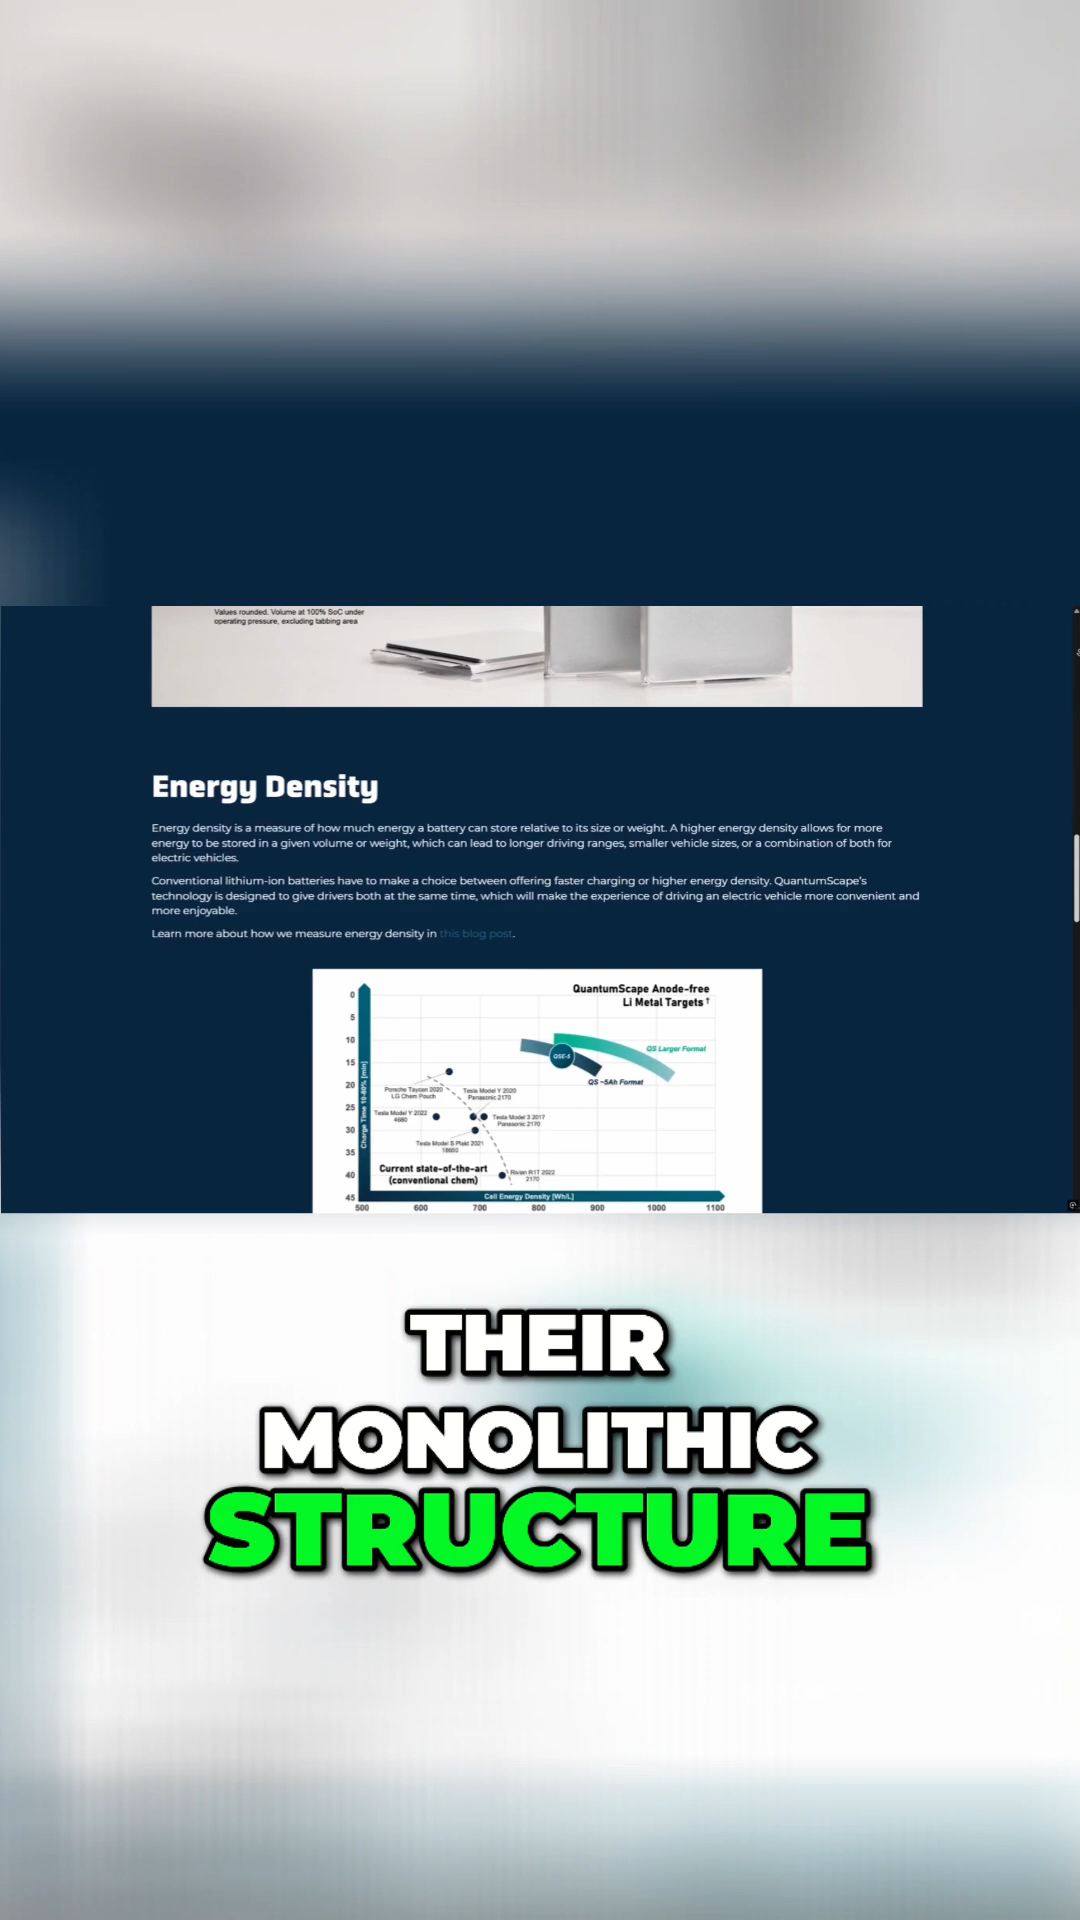 Values rounded. Volume at 100% SoC under
operating pressure, excluding tabbing area
Energy Density
Energy density is a measure of how much energy a battery can store relative to its size or weight. A higher energy density allows for more
energy to be stored in a given volume or weight, which can lead to longer driving ranges, smaller vehicle sizes, or a combination of both for
electric vehicles.
Conventional lithium-ion batteries have to make a choice between offering faster charging or higher energy density. QuantumScape's
technology is designed to give drivers both at the same time, which will make the experience of driving an electric vehicle more convenient and
more enjoyable.
Learn more about how we measure energy density in this blog post.
QuantumScape Anode-free
Li Metal Targets †
0
5
10
15
20
25
30
35
40
45
Charge Time 10-80% [min]
QS Larger Format
QSE-5
QS ~5Ah Format
Porsche Taycan 2020
LG Chem Pouch
Tesla Model Y 2020
Panasonic 2170
Tesla Model Y 2022
4680
Tesla Model 3 2017
Panasonic 2170
Tesla Model S Plaid 2021
18650
Current state-of-the-art
(conventional chem)
Rivian R1T 2022
2170
Cell Energy Density [Wh/L]
500 600 700 800 900 1000 1100
THEIR
MONOLITHIC
STRUCTURE